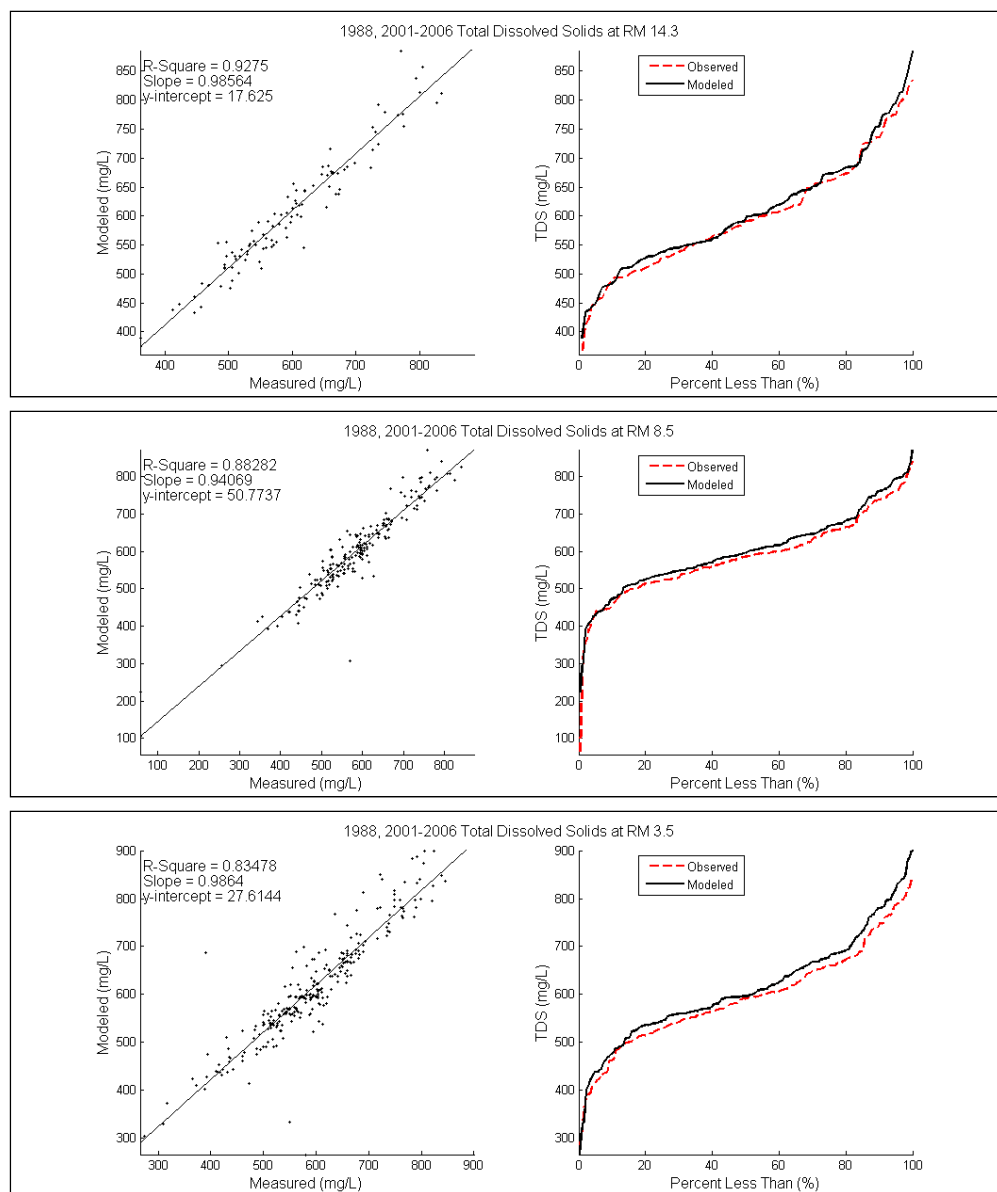 1988, 2001-2006 Total Dissolved Solids at RM 14.3
R-Square = 0.9275
Slope = 0.98564
y-intercept = 17.625
Modeled (mg/L)
850
800
750
700
650
600
550
500
450
400
400 500 600 700 800
Measured (mg/L)
Observed
Modeled
TDS (mg/L)
850
800
750
700
650
600
550
500
450
400
0 20 40 60 80 100
Percent Less Than (%)
1988, 2001-2006 Total Dissolved Solids at RM 8.5
R-Square = 0.88282
Slope = 0.94069
y-intercept = 50.7737
Modeled (mg/L)
800
700
600
500
400
300
200
100
100 200 300 400 500 600 700 800
Measured (mg/L)
Observed
Modeled
TDS (mg/L)
800
700
600
500
400
300
200
100
0 20 40 60 80 100
Percent Less Than (%)
1988, 2001-2006 Total Dissolved Solids at RM 3.5
R-Square = 0.83478
Slope = 0.9864
y-intercept = 27.6144
Modeled (mg/L)
900
800
700
600
500
400
300
300 400 500 600 700 800 900
Measured (mg/L)
Observed
Modeled
TDS (mg/L)
900
800
700
600
500
400
300
0 20 40 60 80 100
Percent Less Than (%)